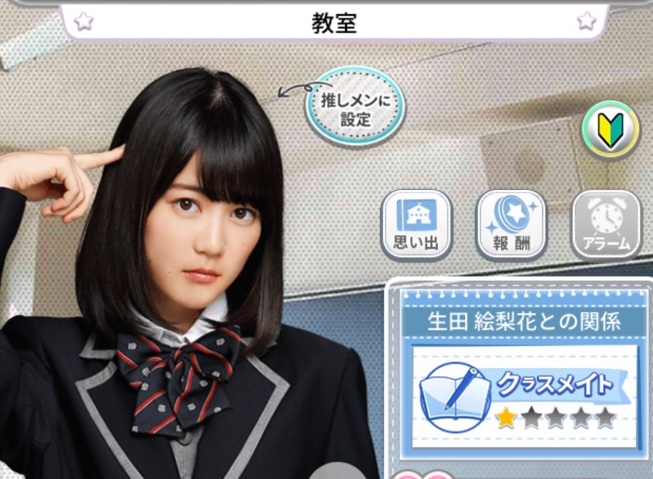 教室
推しメンに
設定
思い出
報酬
アラーム
生田 絵梨花との関係
クラスメイト